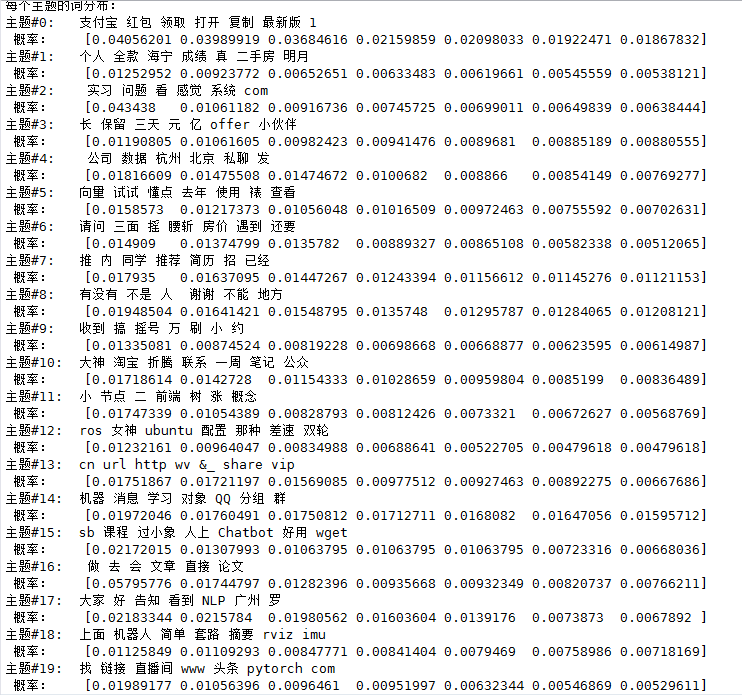 每个主题的词分布：
主题#0: 支付宝 红包 领取 打开 复制 最新版 1
概率: [0.04056201 0.03989919 0.03684616 0.02159859 0.02098033 0.01922471 0.01867832]
主题#1: 个人 全款 海宁 成绩 真 二手房 明月
概率: [0.01252952 0.00923772 0.00652651 0.00633483 0.00619661 0.00545559 0.00538121]
主题#2: 实习 问题 看 感觉 系统 com
概率: [0.043438 0.01061182 0.00916736 0.00745725 0.00699011 0.00649839 0.00638444]
主题#3: 长 保留 三天 元 亿 offer 小伙伴
概率: [0.01190805 0.01061605 0.00982423 0.00941476 0.0089681 0.00885189 0.00880555]
主题#4: 公司 数据 杭州 北京 私聊 发
概率: [0.01816609 0.01475508 0.01474672 0.0100682 0.008866 0.00854149 0.00769277]
主题#5: 向量 试试 懂点 去年 使用 裱 查看
概率: [0.0158573 0.01217373 0.01056048 0.01016509 0.00972463 0.00755592 0.00702631]
主题#6: 请问 三面 摇 腰斩 房价 遇到 还要
概率: [0.014909 0.01374799 0.0135782 0.00889327 0.00865108 0.00582338 0.00512065]
主题#7: 推 内 同学 推荐 简历 招 已经
概率: [0.017935 0.01637095 0.01447267 0.01243394 0.01156612 0.01145276 0.01121153]
主题#8: 有没有 不是 人 谢谢 不能 地方
概率: [0.01948504 0.01641421 0.01548795 0.0135748 0.01295787 0.01284065 0.01208121]
主题#9: 收到 搞 摇号 万 刷 小 约
概率: [0.01335081 0.00874524 0.00819228 0.00698668 0.00668877 0.00623595 0.00614987]
主题#10: 大神 淘宝 折腾 联系 一周 笔记 公众
概率: [0.01718614 0.0142728 0.01154333 0.01028659 0.00959804 0.0085199 0.00836489]
主题#11: 小 节点 二 前端 树 涨 概念
概率: [0.01747339 0.01054389 0.00828793 0.00812426 0.0073321 0.00672627 0.00568769]
主题#12: ros 女神 ubuntu 配置 那种 差速 双轮
概率: [0.01232161 0.00964047 0.00834988 0.00688641 0.00522705 0.00479618 0.00479618]
主题#13: cn url http wv &_ share vip
概率: [0.01751867 0.01721197 0.01569085 0.00977512 0.00927463 0.00892275 0.00667686]
主题#14: 机器 消息 学习 对象 QQ 分组 群
概率: [0.01972046 0.01760491 0.01750812 0.01712711 0.0168082 0.01647056 0.01595712]
主题#15: sb 课程 过小象 人上 Chatbot 好用 wget
概率: [0.02172015 0.01307993 0.01063795 0.01063795 0.01063795 0.00723316 0.00668036]
主题#16: 做 去 会 文章 直接 论文
概率: [0.05795776 0.01744797 0.01282396 0.00935668 0.00932349 0.00820737 0.00766211]
主题#17: 大家 好 告知 看到 NLP 广州 罗
概率: [0.02183344 0.0215784 0.01980562 0.01603604 0.0139176 0.0073873 0.0067892 ]
主题#18: 上面 机器人 简单 套路 摘要 rviz imu
概率: [0.01125849 0.01109293 0.00847771 0.00841404 0.0079469 0.00758986 0.00718169]
主题#19: 找 链接 直播间 www 头条 pytorch com
概率: [0.01989177 0.01056396 0.0096461 0.00951997 0.00632344 0.00546869 0.00529611]